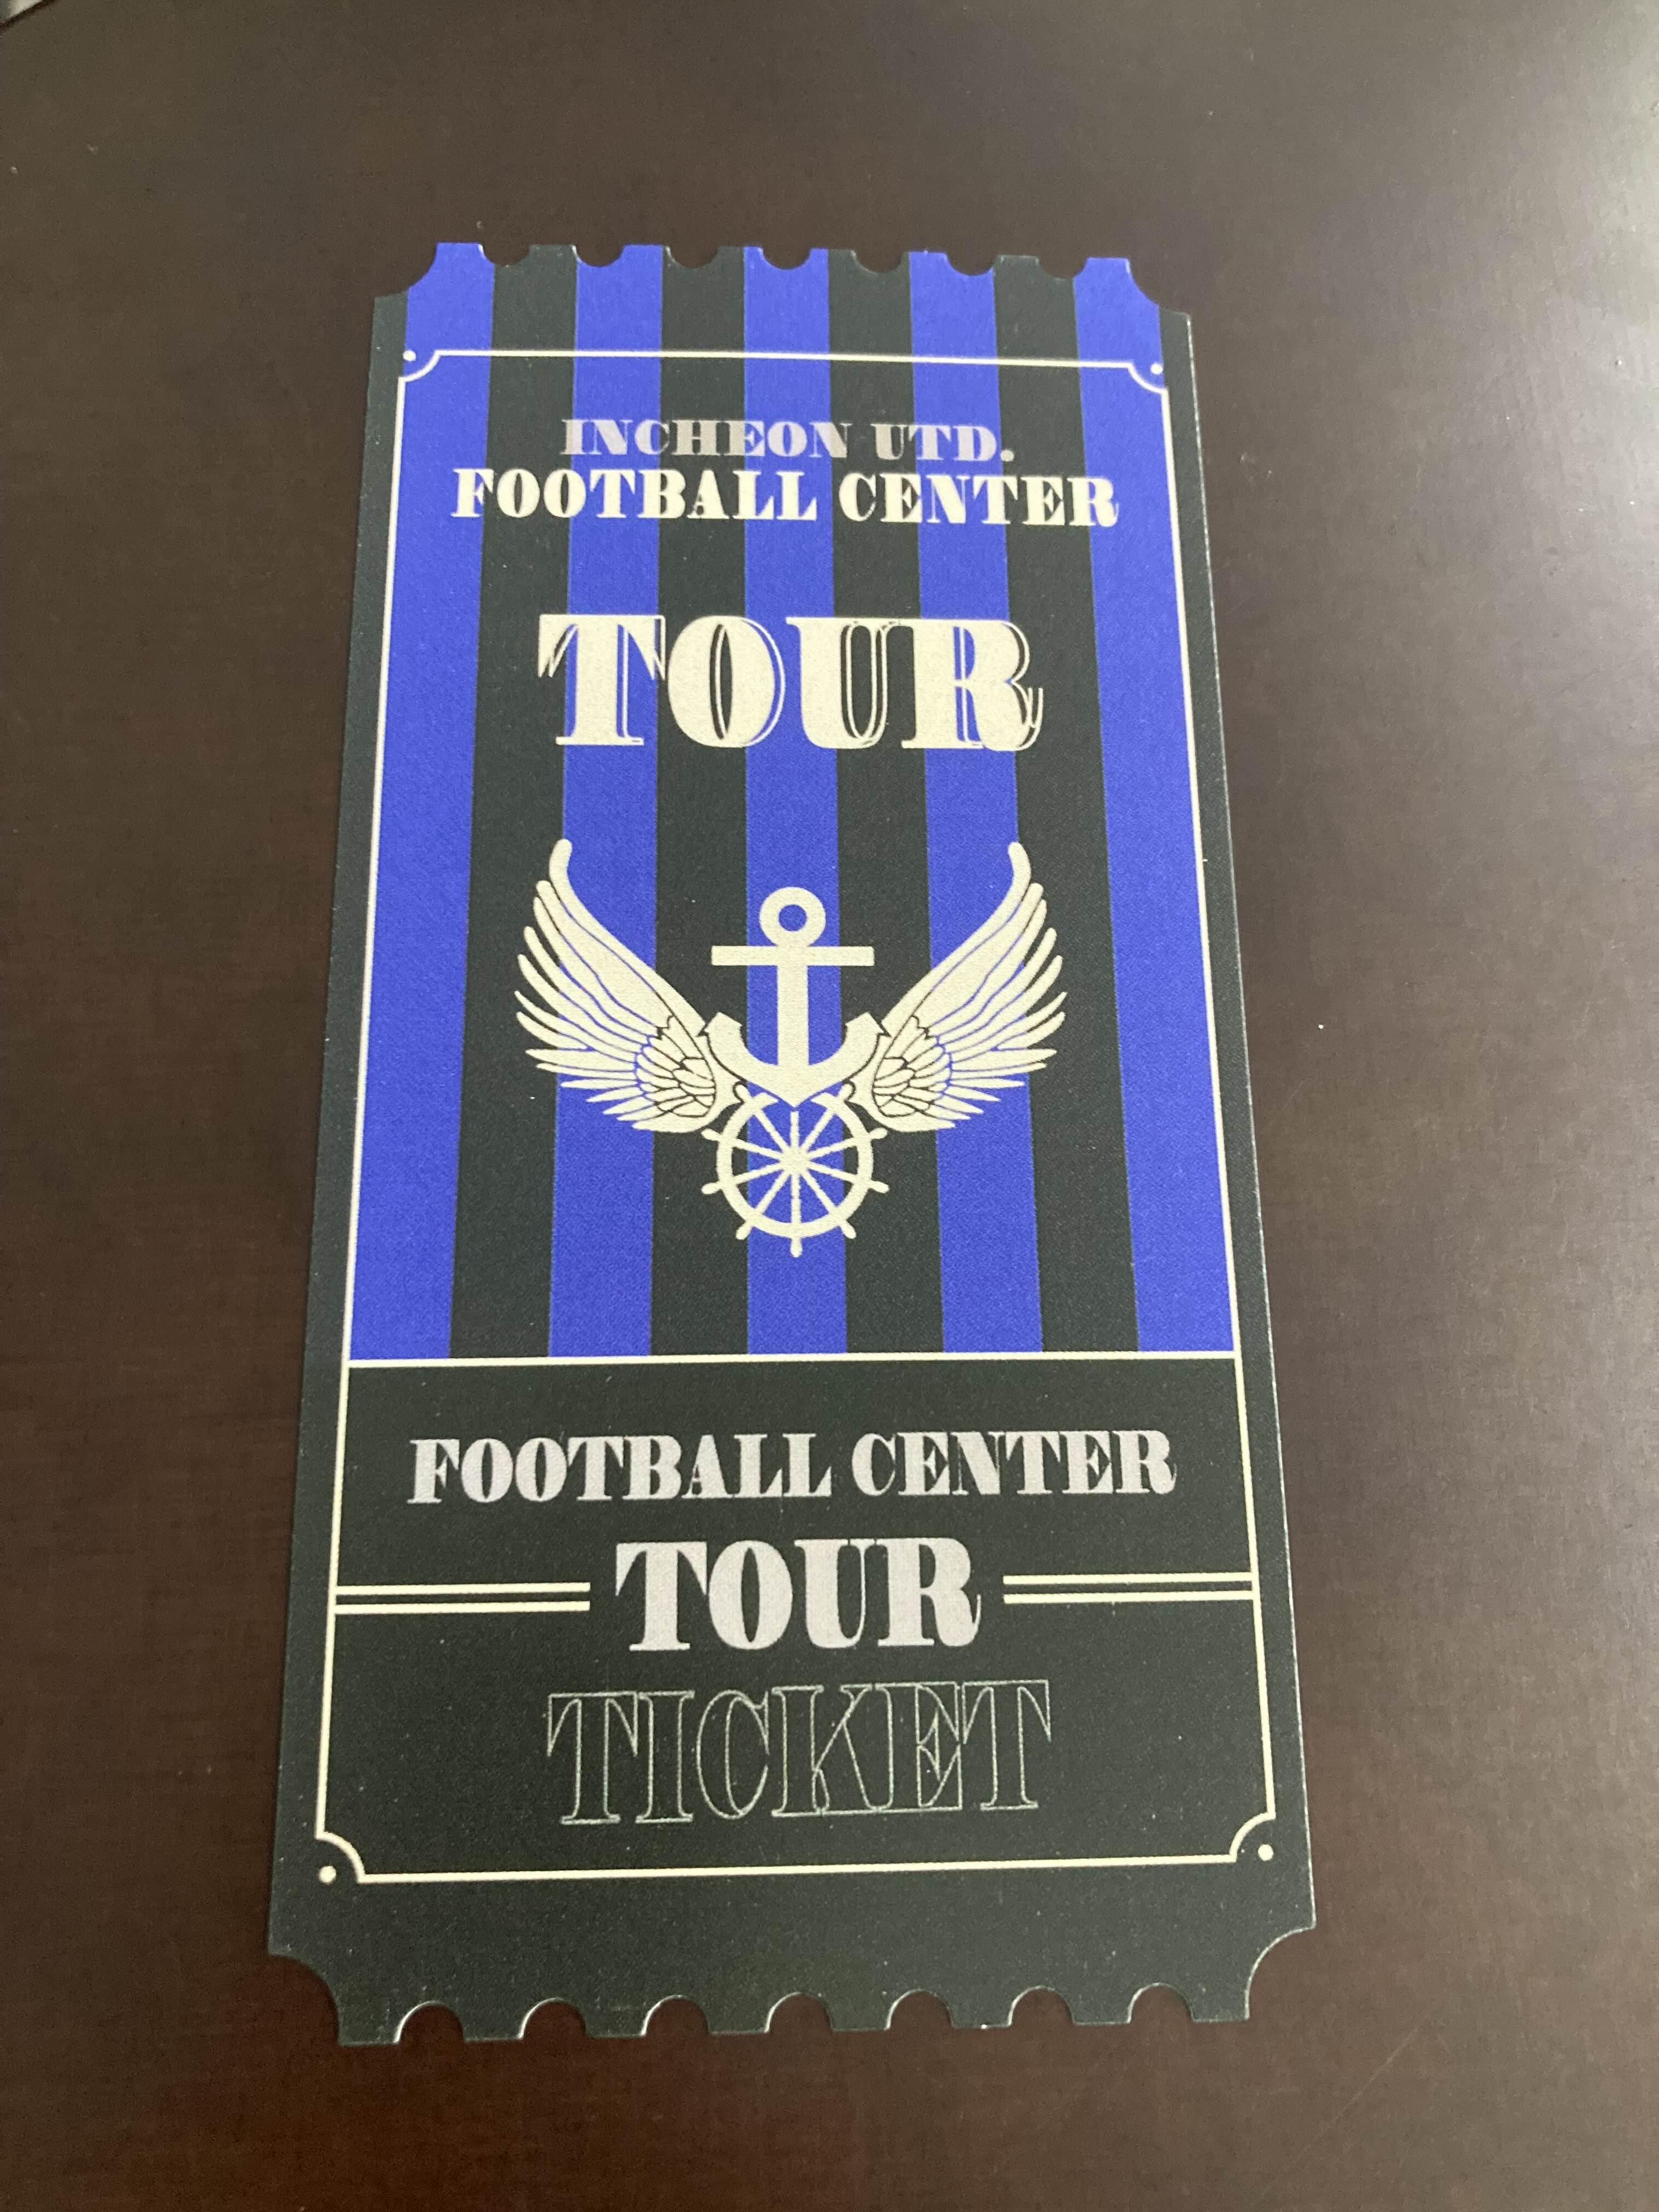 INCHEON UTD.
FOOTBALL CENTER
TOUR
FOOTBALL CENTER
TOUR
TICKET